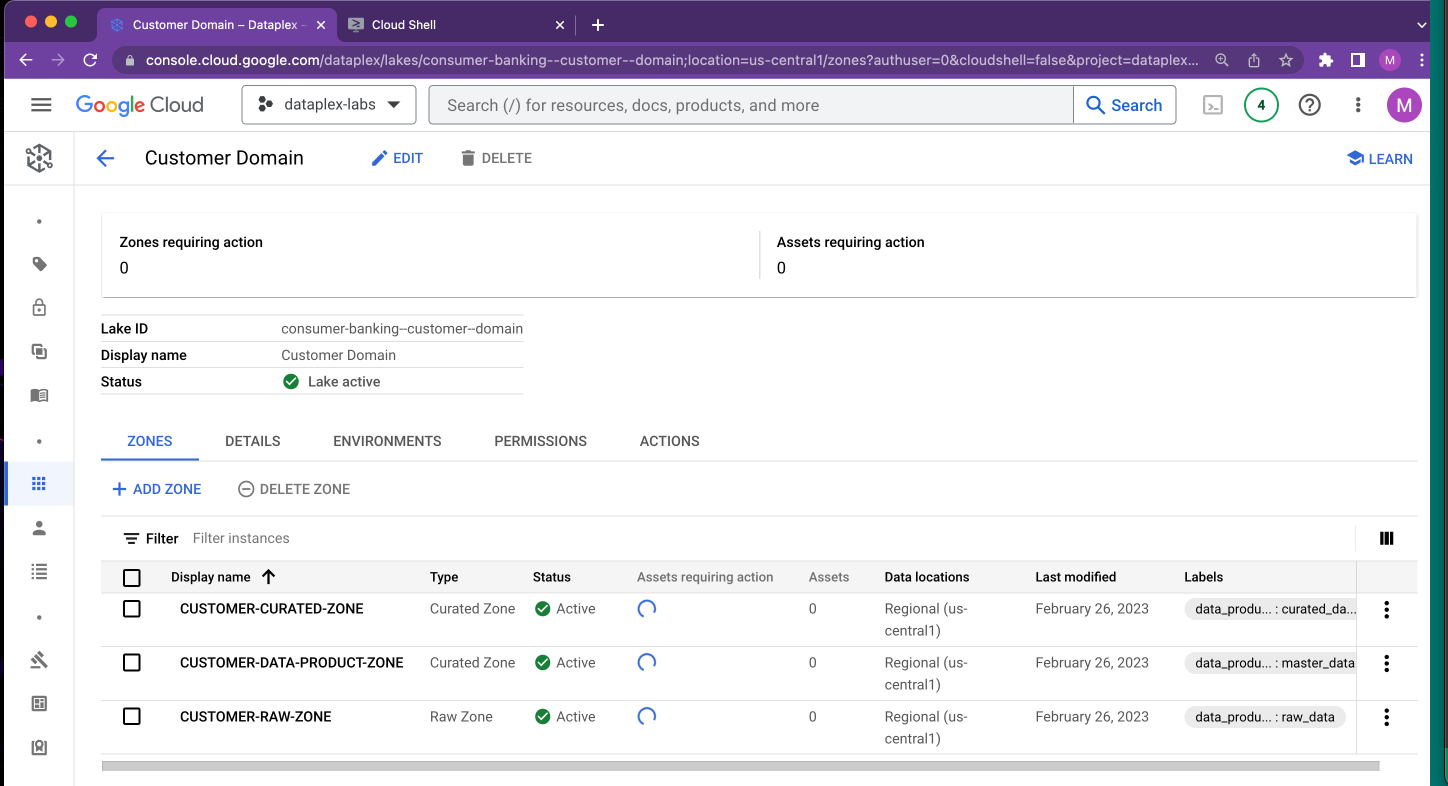 Customer Domain – Dataplex -
Cloud Shell
console.cloud.google.com/dataplex/lakes/consumer-banking--customer--domain;location=us-central1/zones?authuser=0&cloudshell=false&project=dataplex...
M
Google Cloud
dataplex-labs
Search (/) for resources, docs, products, and more
Search
4
M
Customer Domain
EDIT
DELETE
LEARN
Zones requiring action
0
Assets requiring action
0
Lake ID consumer-banking--customer--domain
Display name Customer Domain
Status Lake active
ZONES DETAILS ENVIRONMENTS PERMISSIONS ACTIONS
ADD ZONE DELETE ZONE
Filter Filter instances
Display name Type Status Assets requiring action Assets Data locations Last modified Labels
CUSTOMER-CURATED-ZONE Curated Zone Active 0 Regional (us- February 26, 2023 data_produ... : curated_da...
central1)
CUSTOMER-DATA-PRODUCT-ZONE Curated Zone Active 0 Regional (us- February 26, 2023 data_produ... : master_data
central1)
CUSTOMER-RAW-ZONE Raw Zone Active 0 Regional (us- February 26, 2023 data_produ... : raw_data
central1)